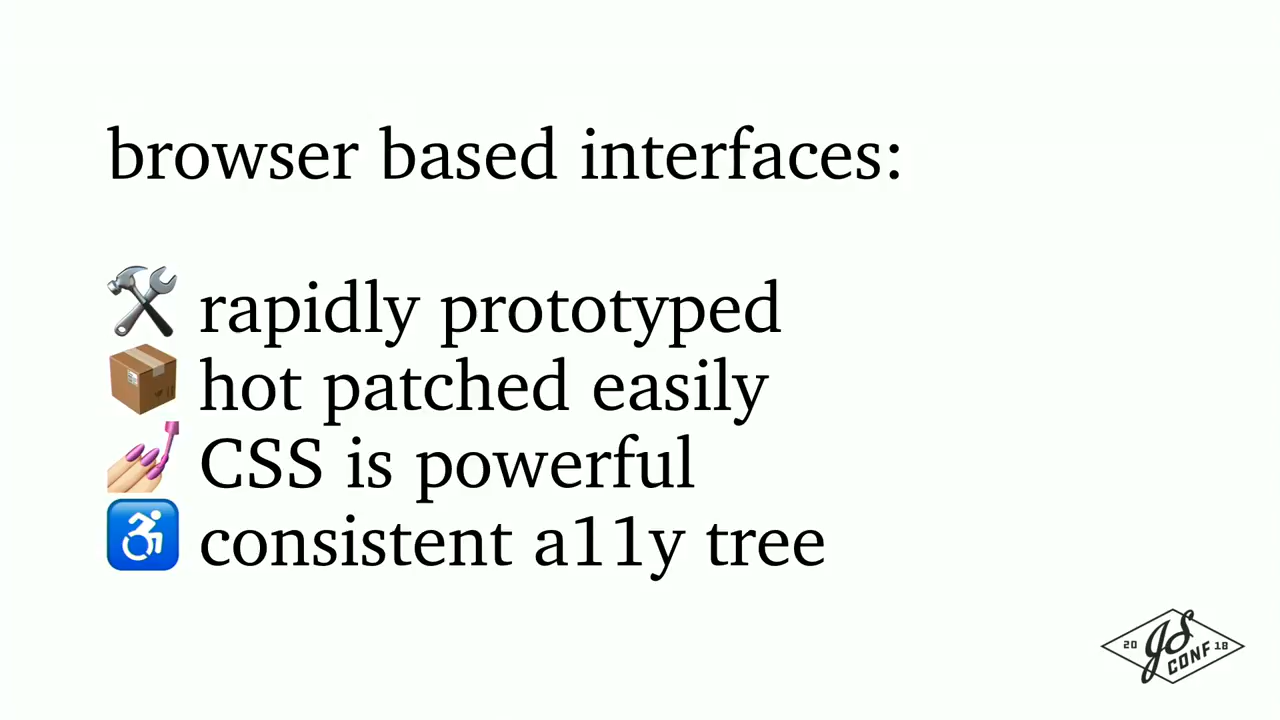 browser based interfaces:
🛠 rapidly prototyped
📦 hot patched easily
💅 CSS is powerful
♿ consistent a11y tree
20 JS CONF 18